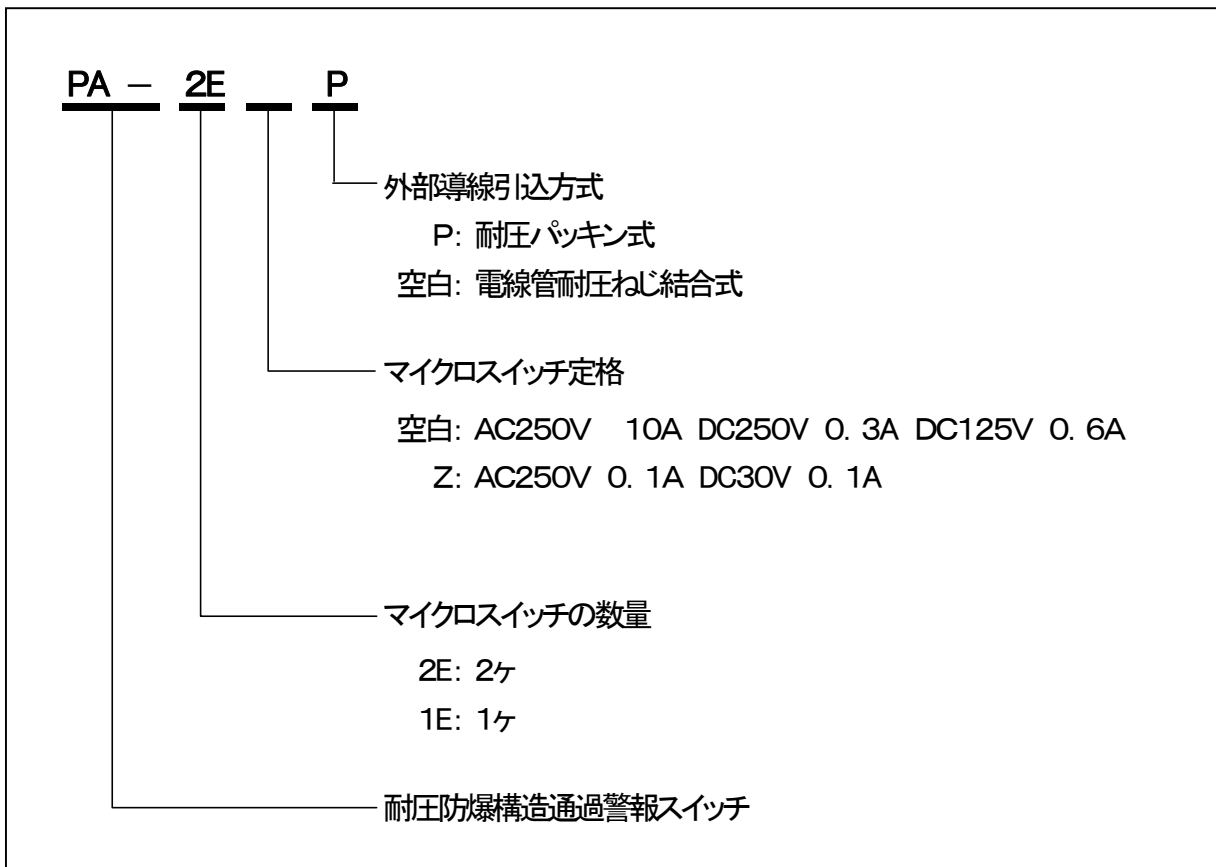 PA － 2E P
外部導線引込方式
P: 耐圧パッキン式
空白: 電線管耐圧ねじ結合式
マイクロスイッチ定格
空白: AC250V 10A DC250V 0. 3A DC125V 0. 6A
Z: AC250V 0. 1A DC30V 0. 1A
マイクロスイッチの数量
2E: 2ヶ
1E: 1ヶ
耐圧防爆構造通過警報スイッチ